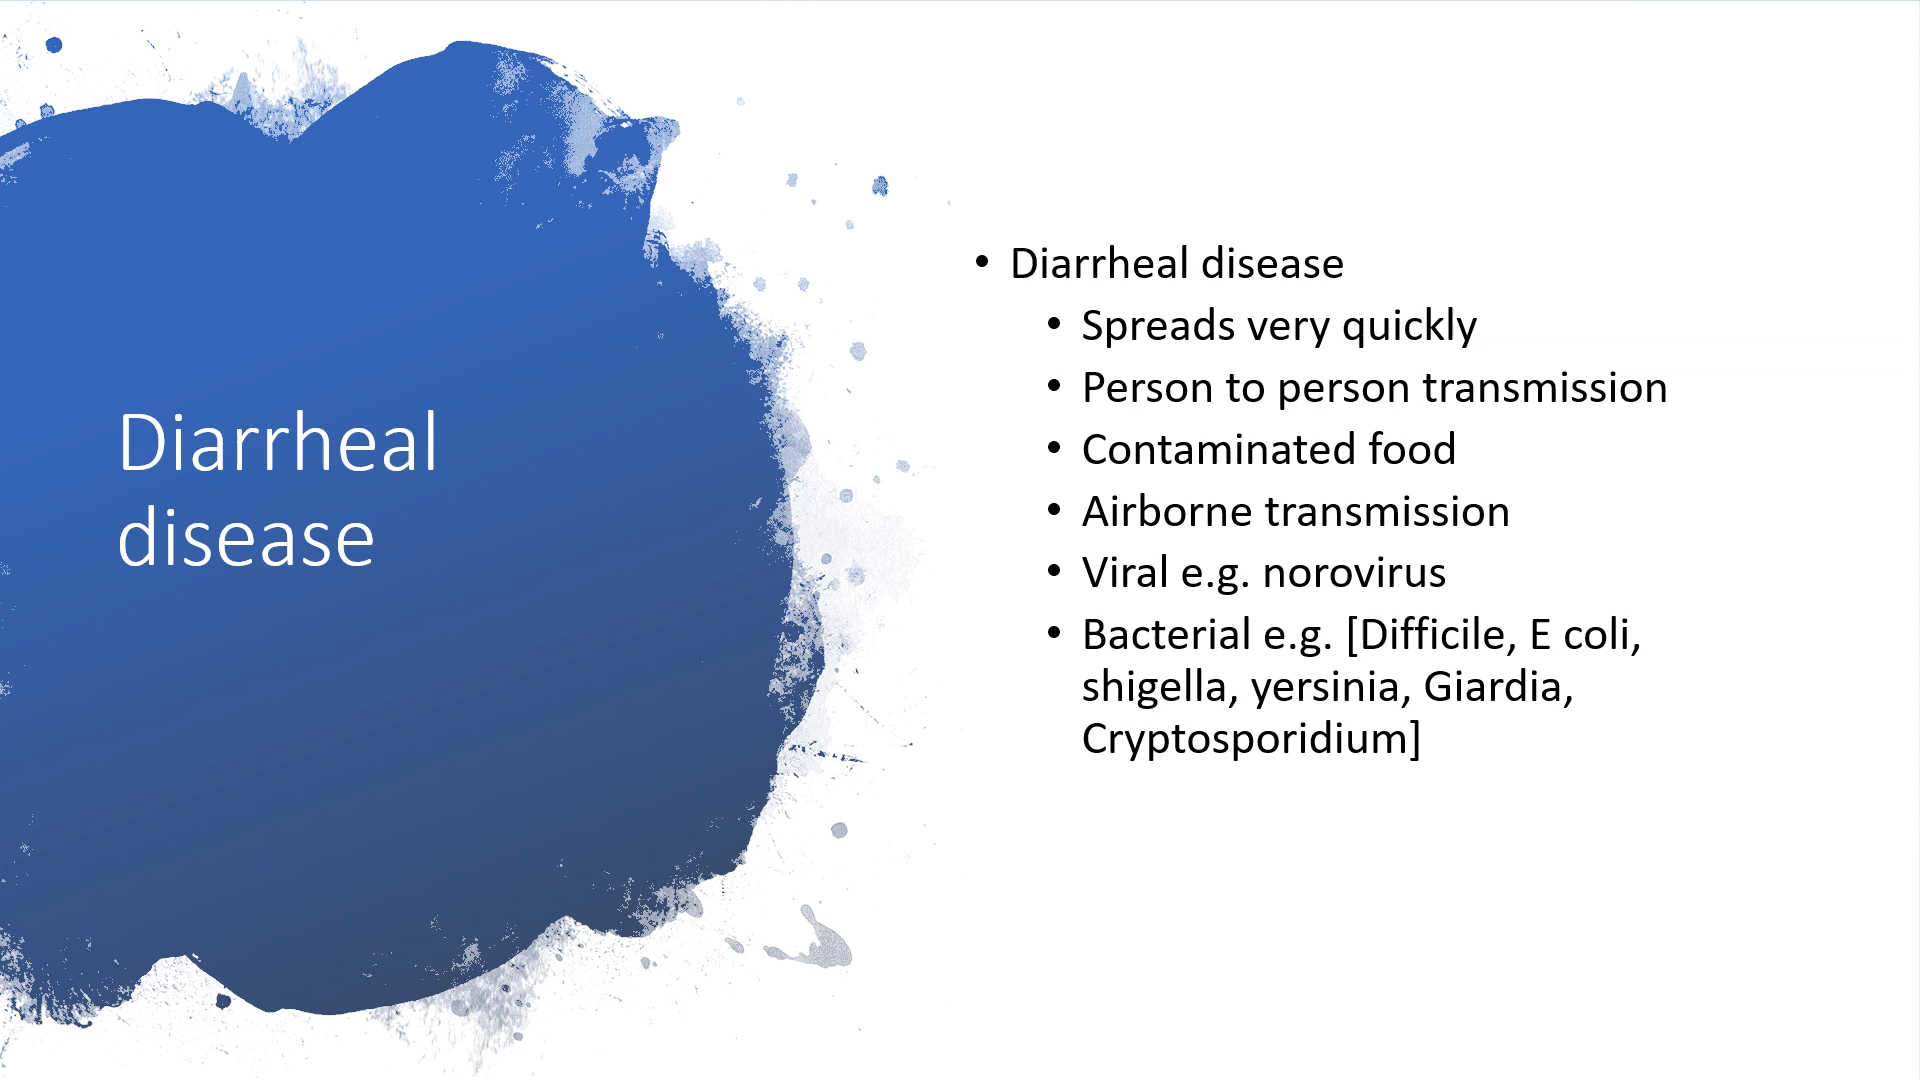 Diarrheal
disease
• Diarrheal disease
• Spreads very quickly
• Person to person transmission
• Contaminated food
• Airborne transmission
• Viral e.g. norovirus
• Bacterial e.g. [Difficile, E coli,
shigella, yersinia, Giardia,
Cryptosporidium]